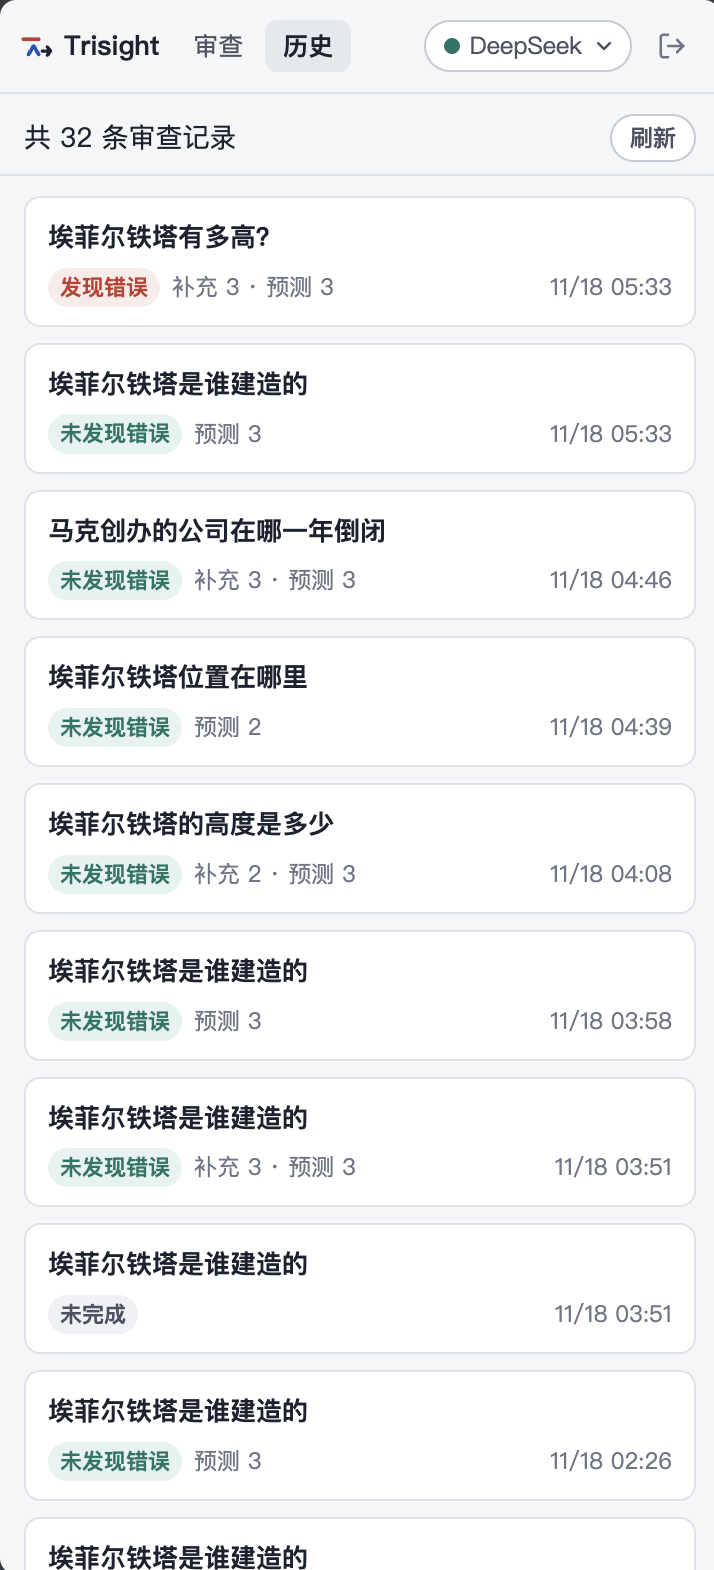 Trisight 审查 历史 DeepSeek
共 32 条审查记录 刷新
埃菲尔铁塔有多高?
发现错误 补充 3 · 预测 3 11/18 05:33
埃菲尔铁塔是谁建造的
未发现错误 预测 3 11/18 05:33
马克创办的公司在哪一年倒闭
未发现错误 补充 3 · 预测 3 11/18 04:46
埃菲尔铁塔位置在哪里
未发现错误 预测 2 11/18 04:39
埃菲尔铁塔的高度是多少
未发现错误 补充 2 · 预测 3 11/18 04:08
埃菲尔铁塔是谁建造的
未发现错误 预测 3 11/18 03:58
埃菲尔铁塔是谁建造的
未发现错误 补充 3 · 预测 3 11/18 03:51
埃菲尔铁塔是谁建造的
未完成 11/18 03:51
埃菲尔铁塔是谁建造的
未发现错误 预测 3 11/18 02:26
埃菲尔铁塔是谁建造的